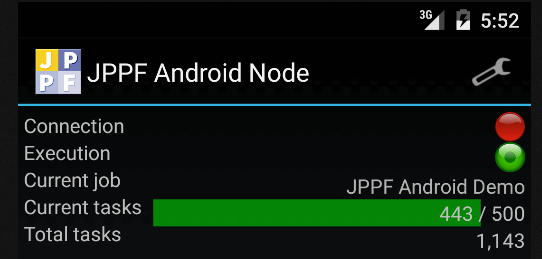 3G 5:52
J P
P F
JPPF Android Node
Connection
Execution
Current job JPPF Android Demo
Current tasks 443 / 500
Total tasks 1,143